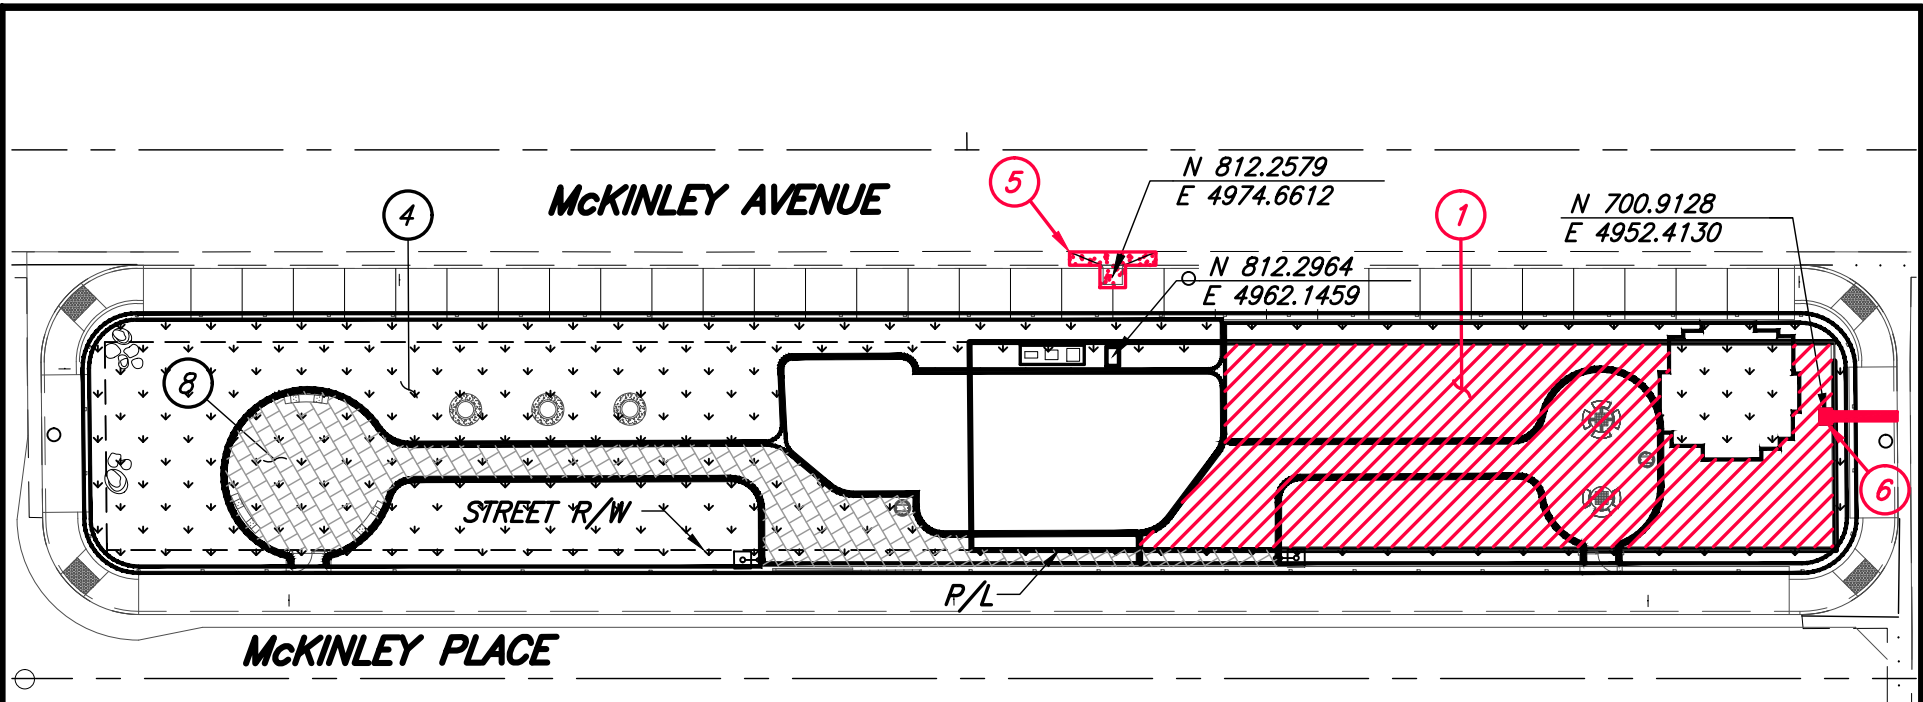 McKINLEY AVENUE
5
N 812.2579
E 4974.6612
4
1
N 700.9128
E 4952.4130
N 812.2964
E 4962.1459
8
6
STREET R/W
P/L
McKINLEY PLACE